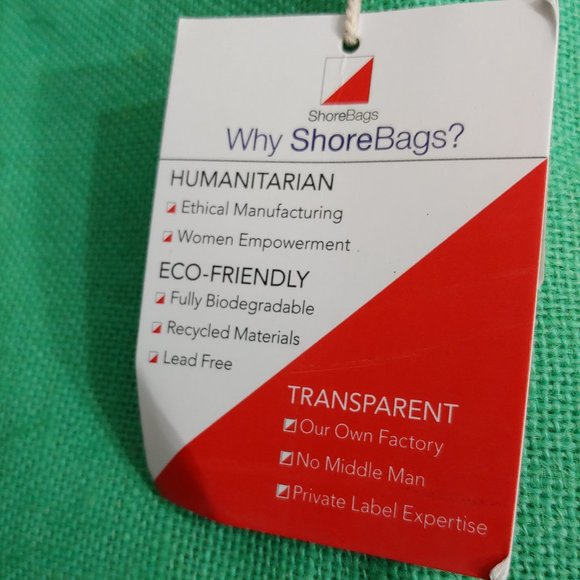 ShoreBags
Why ShoreBags?
HUMANITARIAN
Ethical Manufacturing
Women Empowerment
ECO-FRIENDLY
Fully Biodegradable
Recycled Materials
Lead Free
TRANSPARENT
Our Own Factory
No Middle Man
Private Label Expertise